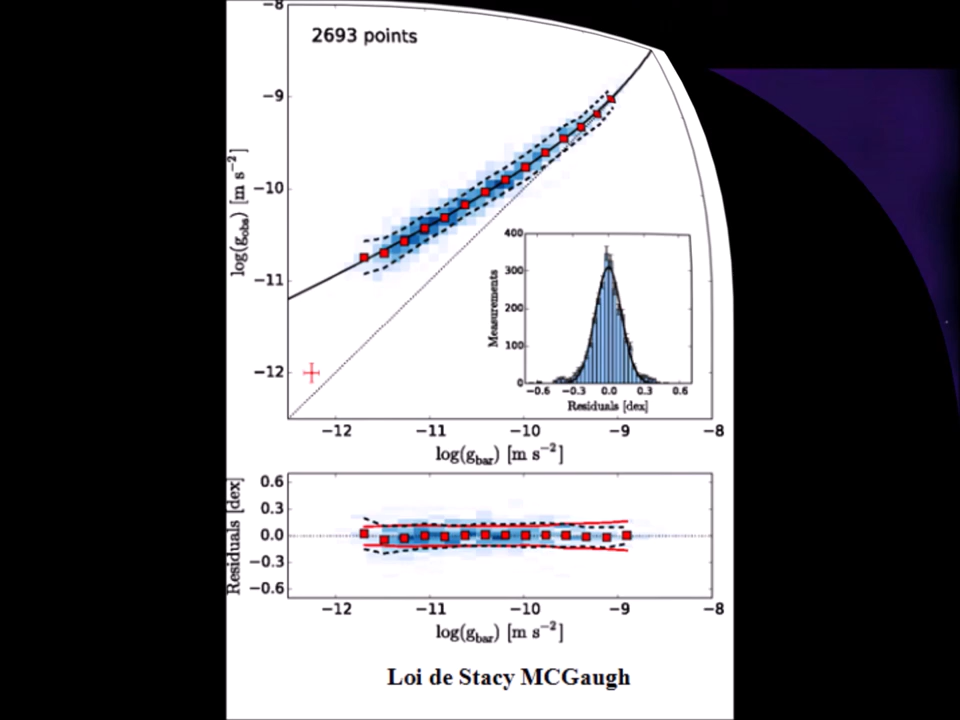 −8
2693 points
−9
−10
−11
−12
log(g_obs) [m s⁻²]
400
300
200
100
0
Measurements
−0.6 −0.3 0.0 0.3 0.6
Residuals [dex]
−12 −11 −10 −9 −8
log(g_bar) [m s⁻²]
0.6
0.3
0.0
−0.3
−0.6
Residuals [dex]
−12 −11 −10 −9 −8
log(g_bar) [m s⁻²]
Loi de Stacy MCGaugh